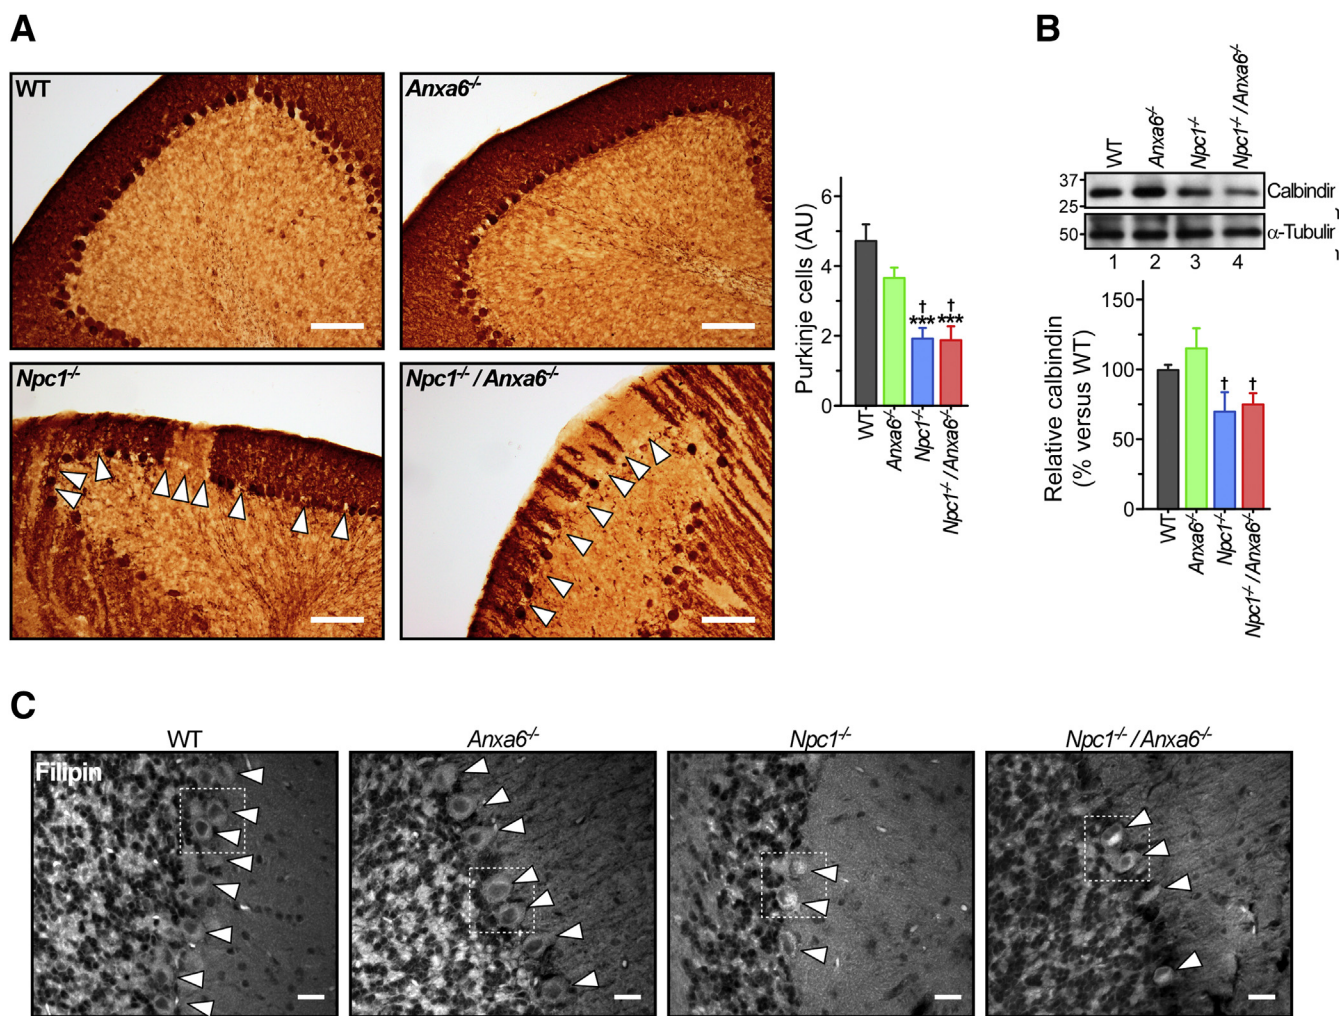 A
B
WT
Anxa6-/-
Npc1-/-
Npc1-/- / Anxa6-/-
Purkinje cells (AU)
6
4
2
0
†
***
†
***
WT
Anxa6-/-
Npc1-/-
Npc1-/- / Anxa6-/-
WT
Anxa6-/-
Npc1-/-
Npc1-/- / Anxa6-/-
37
25
Calbindin
50
α-Tubulin
1 2 3 4
Relative calbindin
(% versus WT)
150
100
50
0
†
†
WT
Anxa6-/-
Npc1-/-
Npc1-/- / Anxa6-/-
C
WT
Anxa6-/-
Npc1-/-
Npc1-/- / Anxa6-/-
Filipin